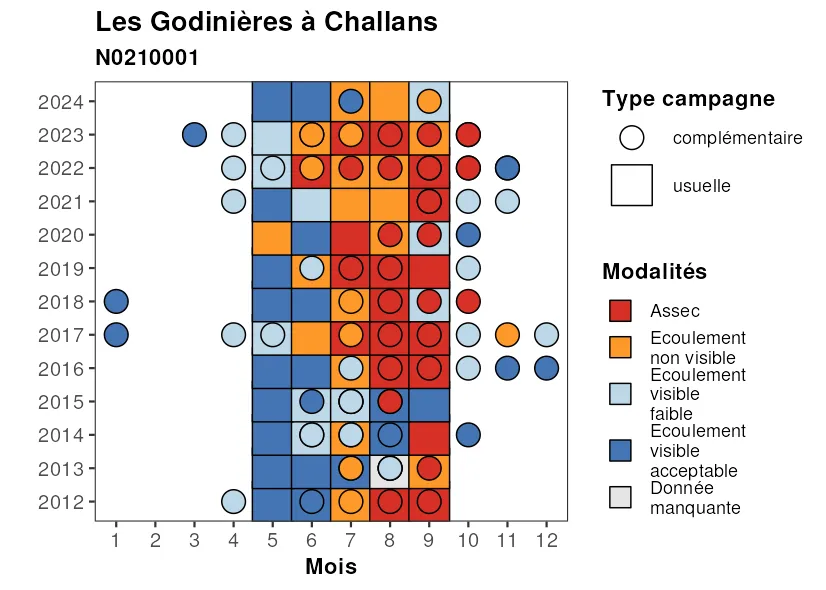 Les Godinières à Challans
N0210001
2024
2023
2022
2021
2020
2019
2018
2017
2016
2015
2014
2013
2012
1 2 3 4 5 6 7 8 9 10 11 12
Mois
Type campagne
complémentaire
usuelle
Modalités
Assec
Ecoulement
non visible
Ecoulement
visible
faible
Ecoulement
visible
acceptable
Donnée
manquante